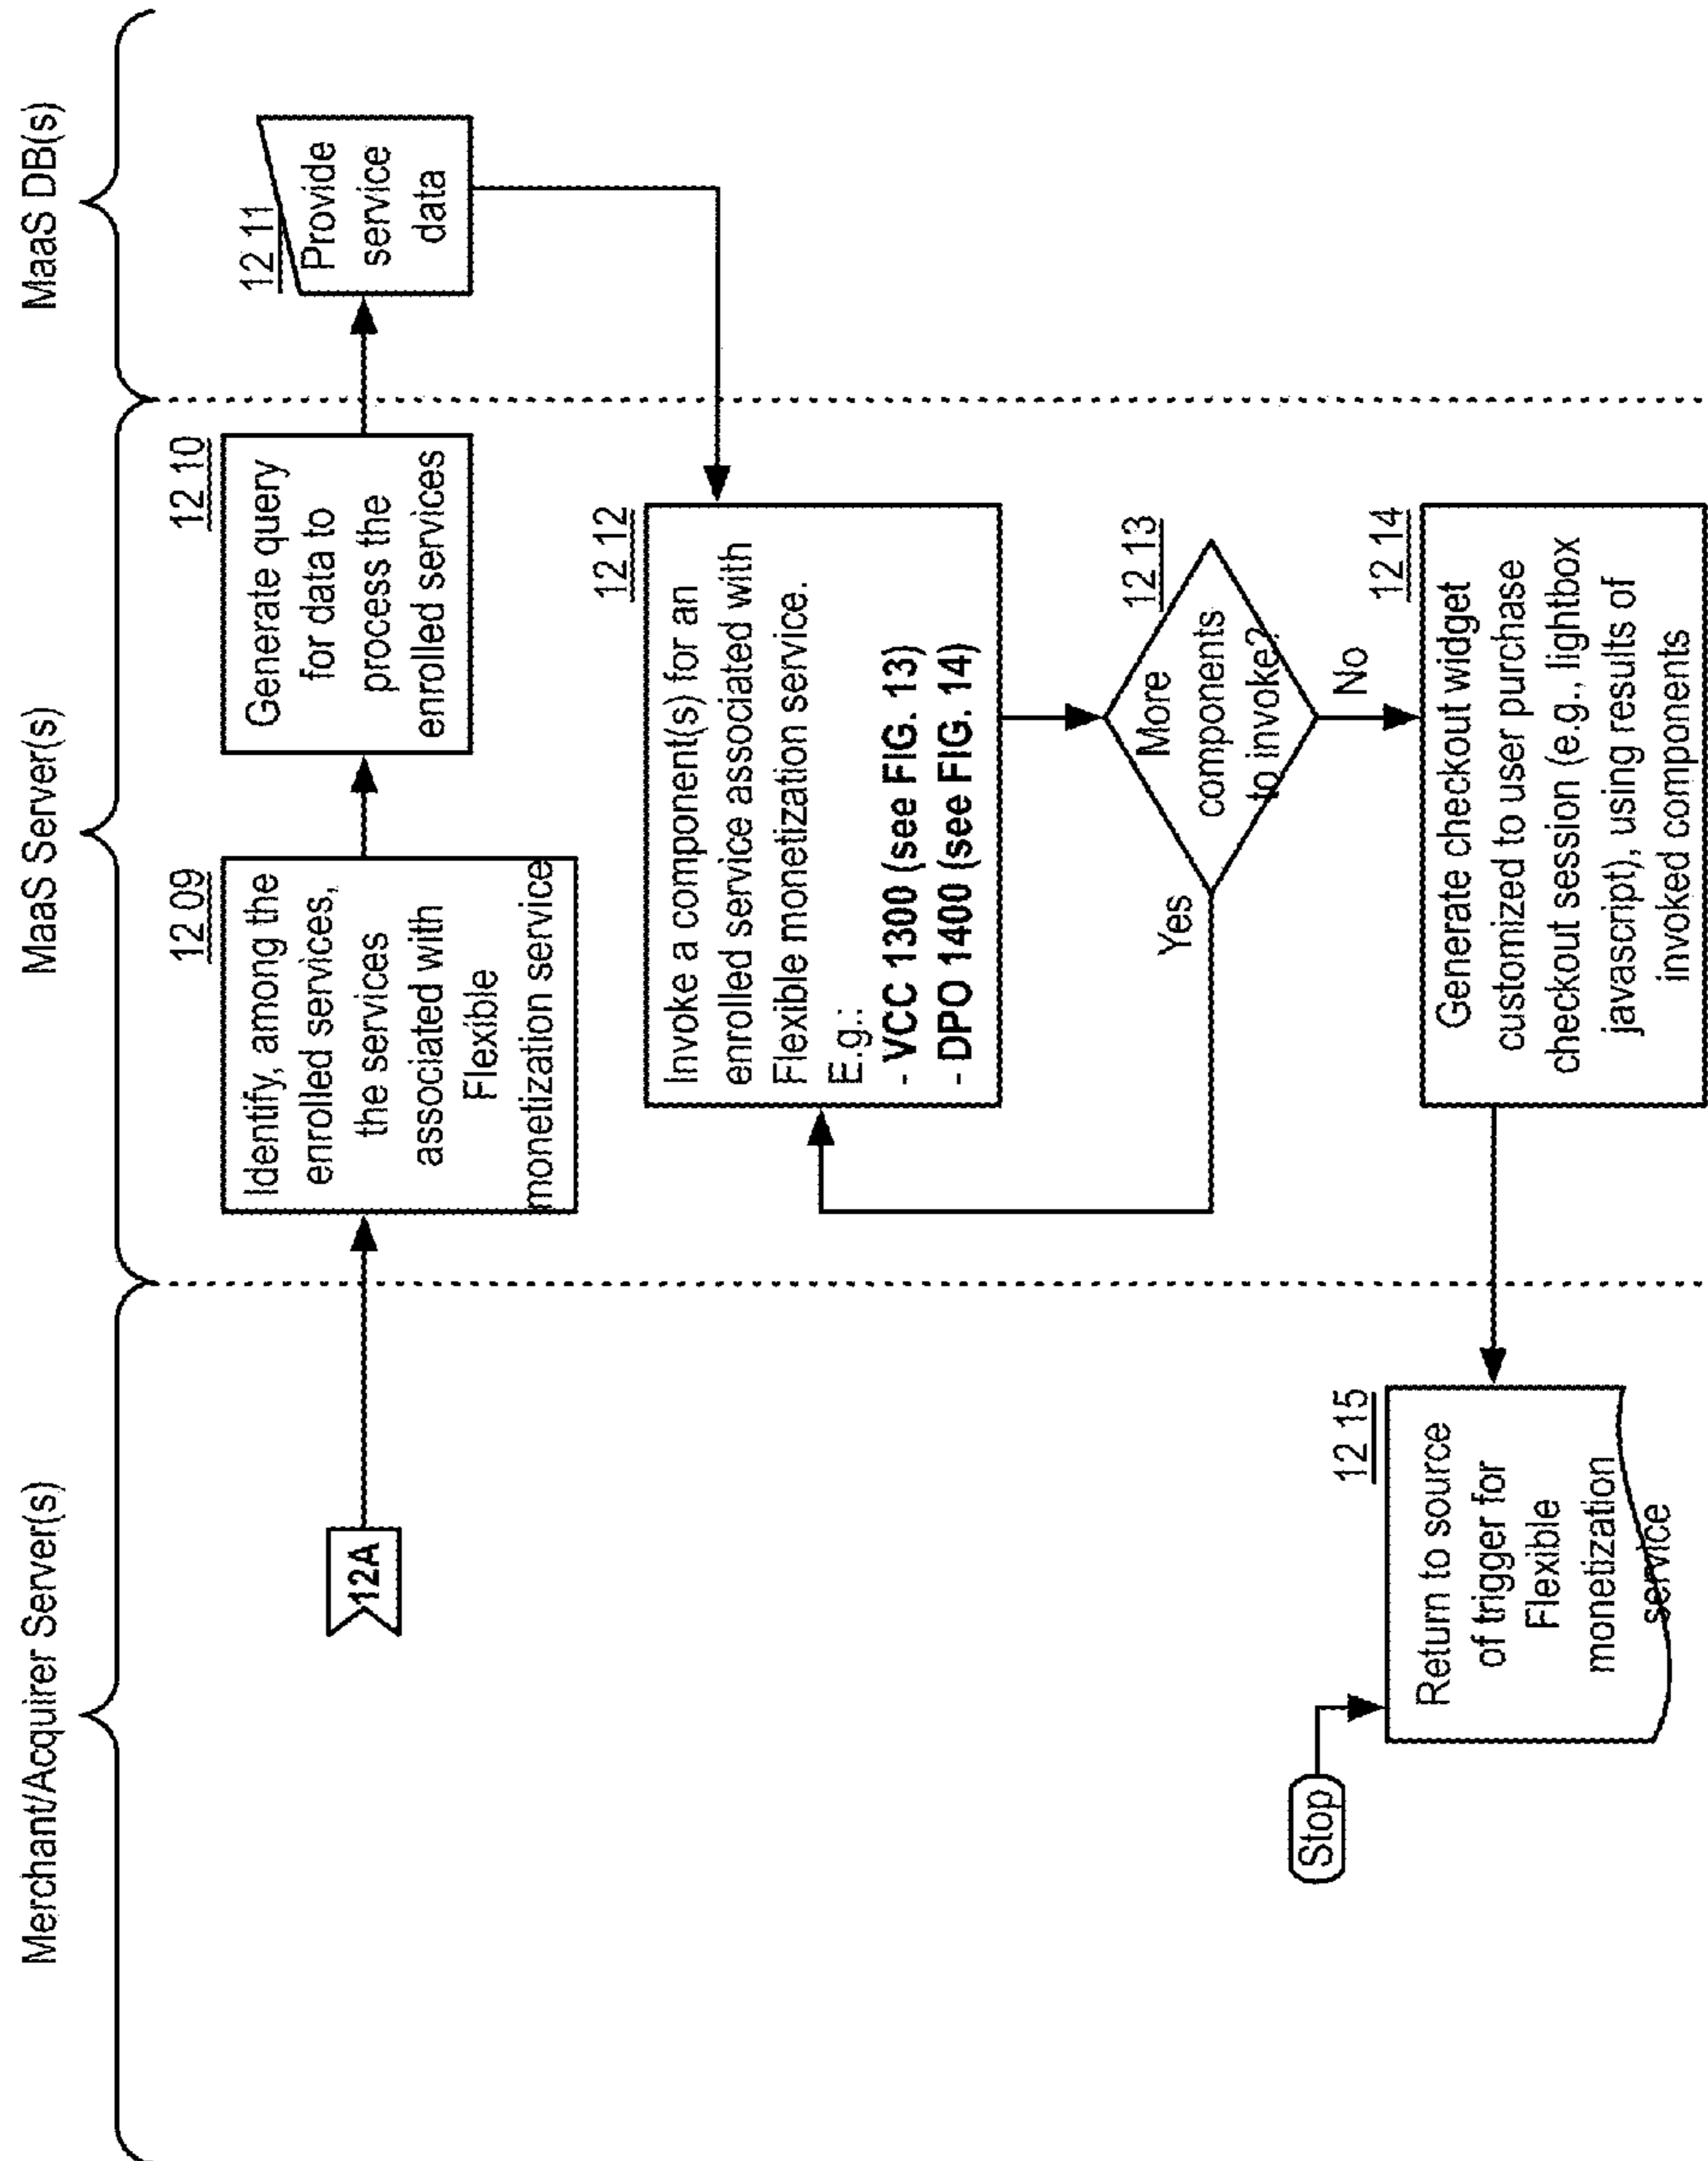 Merchant/Acquirer Server(s)
MaaS Server(s)
MaaS DB(s)
12A
12 09
Identify, among the
enrolled services,
the services
associated with
Flexible
monetization service
12 10
Generate query
for data to
process the
enrolled services
12 11
Provide
service
data
12 12
Invoke a component(s) for an
enrolled service associated with
Flexible monetization service.
E.g.:
- VCC 1300 (see FIG. 13)
- DPO 1400 (see FIG. 14)
12 13
More
components
to invoke?
Yes
No
12 14
Generate checkout widget
customized to user purchase
checkout session (e.g., lightbox
javascript), using results of
invoked components
12 15
Return to source
of trigger for
Flexible
monetization
service
Stop